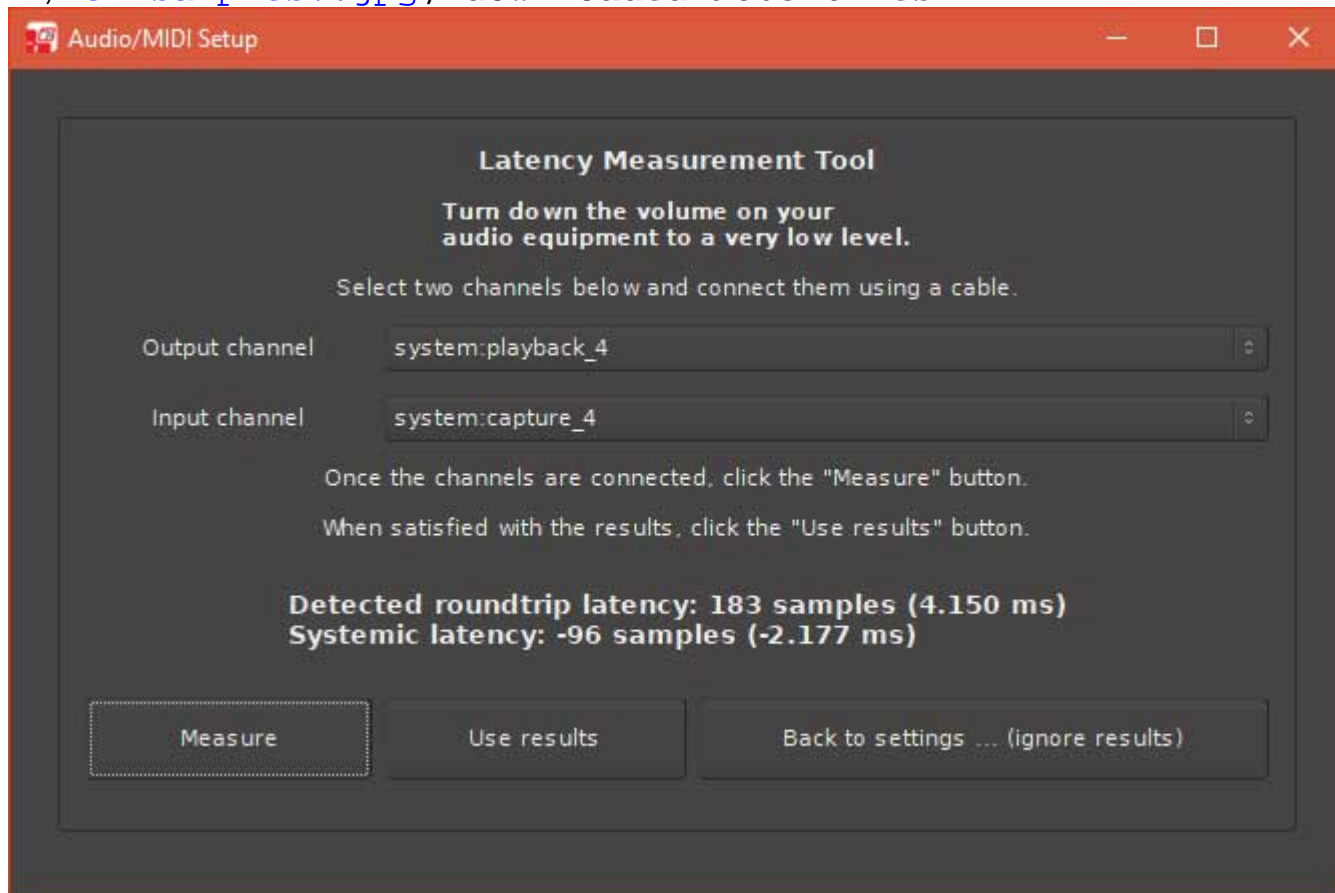 Audio/MIDI Setup
Latency Measurement Tool
Turn down the volume on your
audio equipment to a very low level.
Select two channels below and connect them using a cable.
Output channel system:playback_4
Input channel system:capture_4
Once the channels are connected, click the "Measure" button.
When satisfied with the results, click the "Use results" button.
Detected roundtrip latency: 183 samples (4.150 ms)
Systemic latency: -96 samples (-2.177 ms)
Measure Use results Back to settings ... (ignore results)